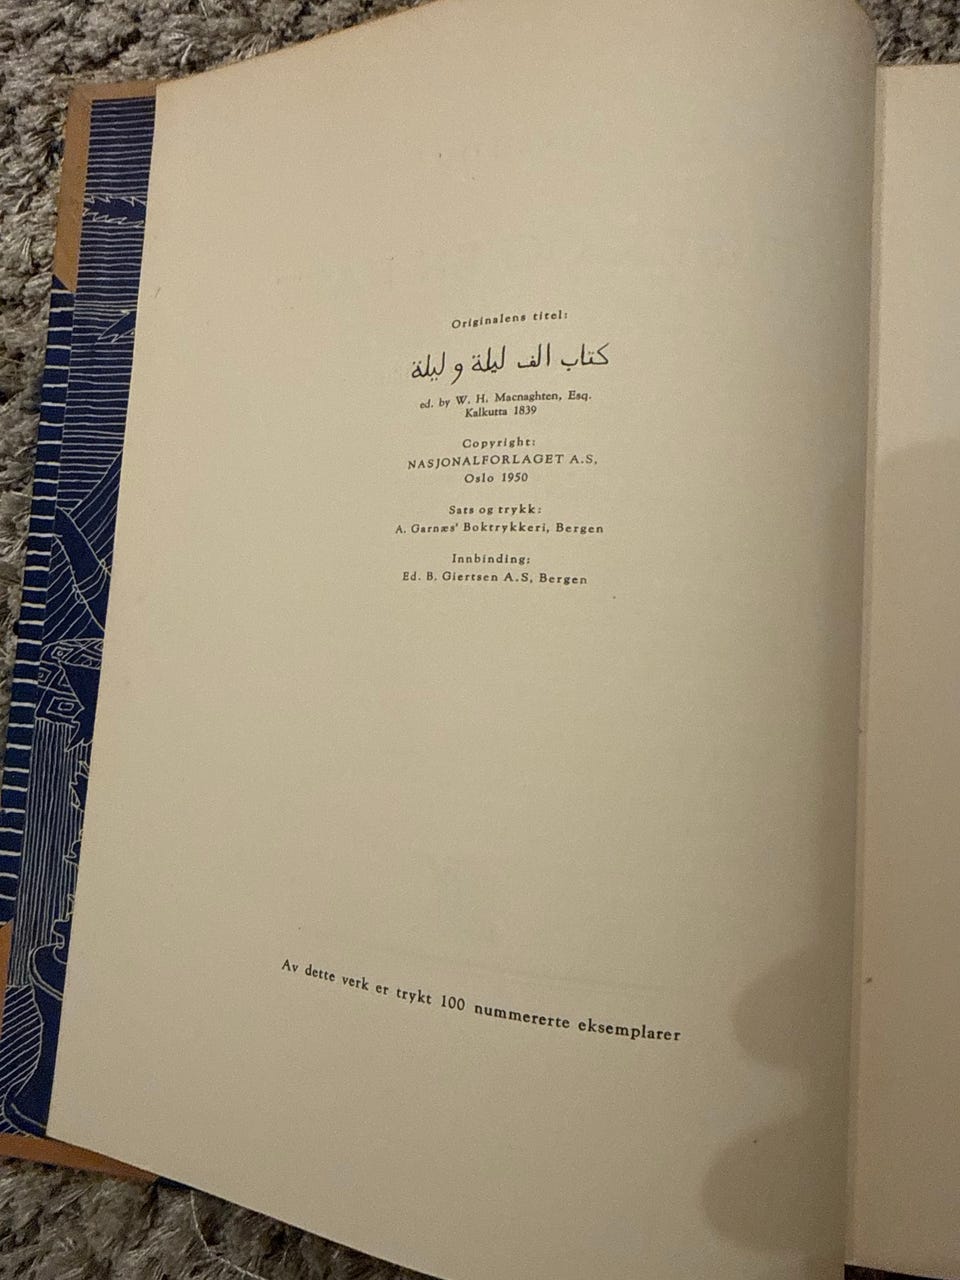 Originalens titel:
كتاب الف ليلة و ليلة
ed. by W. H. Macnaghten, Esq.
Kalkutta 1839
Copyright:
NASJONALFORLAGET A.S,
Oslo 1950
Sats og trykk:
A. Garnæs' Boktrykkeri, Bergen
Innbinding:
Ed. B. Giertsen A.S, Bergen
Av dette verk er trykt 100 nummererte eksemplarer